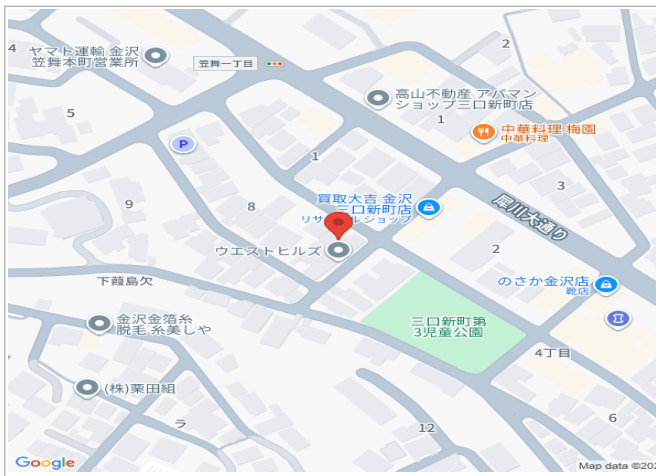 2
4
ヤマト運輸 金沢
笠舞本町営業所
笠舞一丁目
高山不動産 アパマン
ショップ三口新町店
5
1
中華料理 梅園
中華料理
P
1
3
買取大吉 金沢
三口新町店
リサ
ルショップ
犀川大通り
9
8
ウエストヒルズ
2
下葭島欠
のさか金沢店
靴店
金沢金箔糸
脱毛 糸美しや
三口新町第
3児童公園
4丁目
(株)栗田組
ラ
12
6
Google
Map data ©202